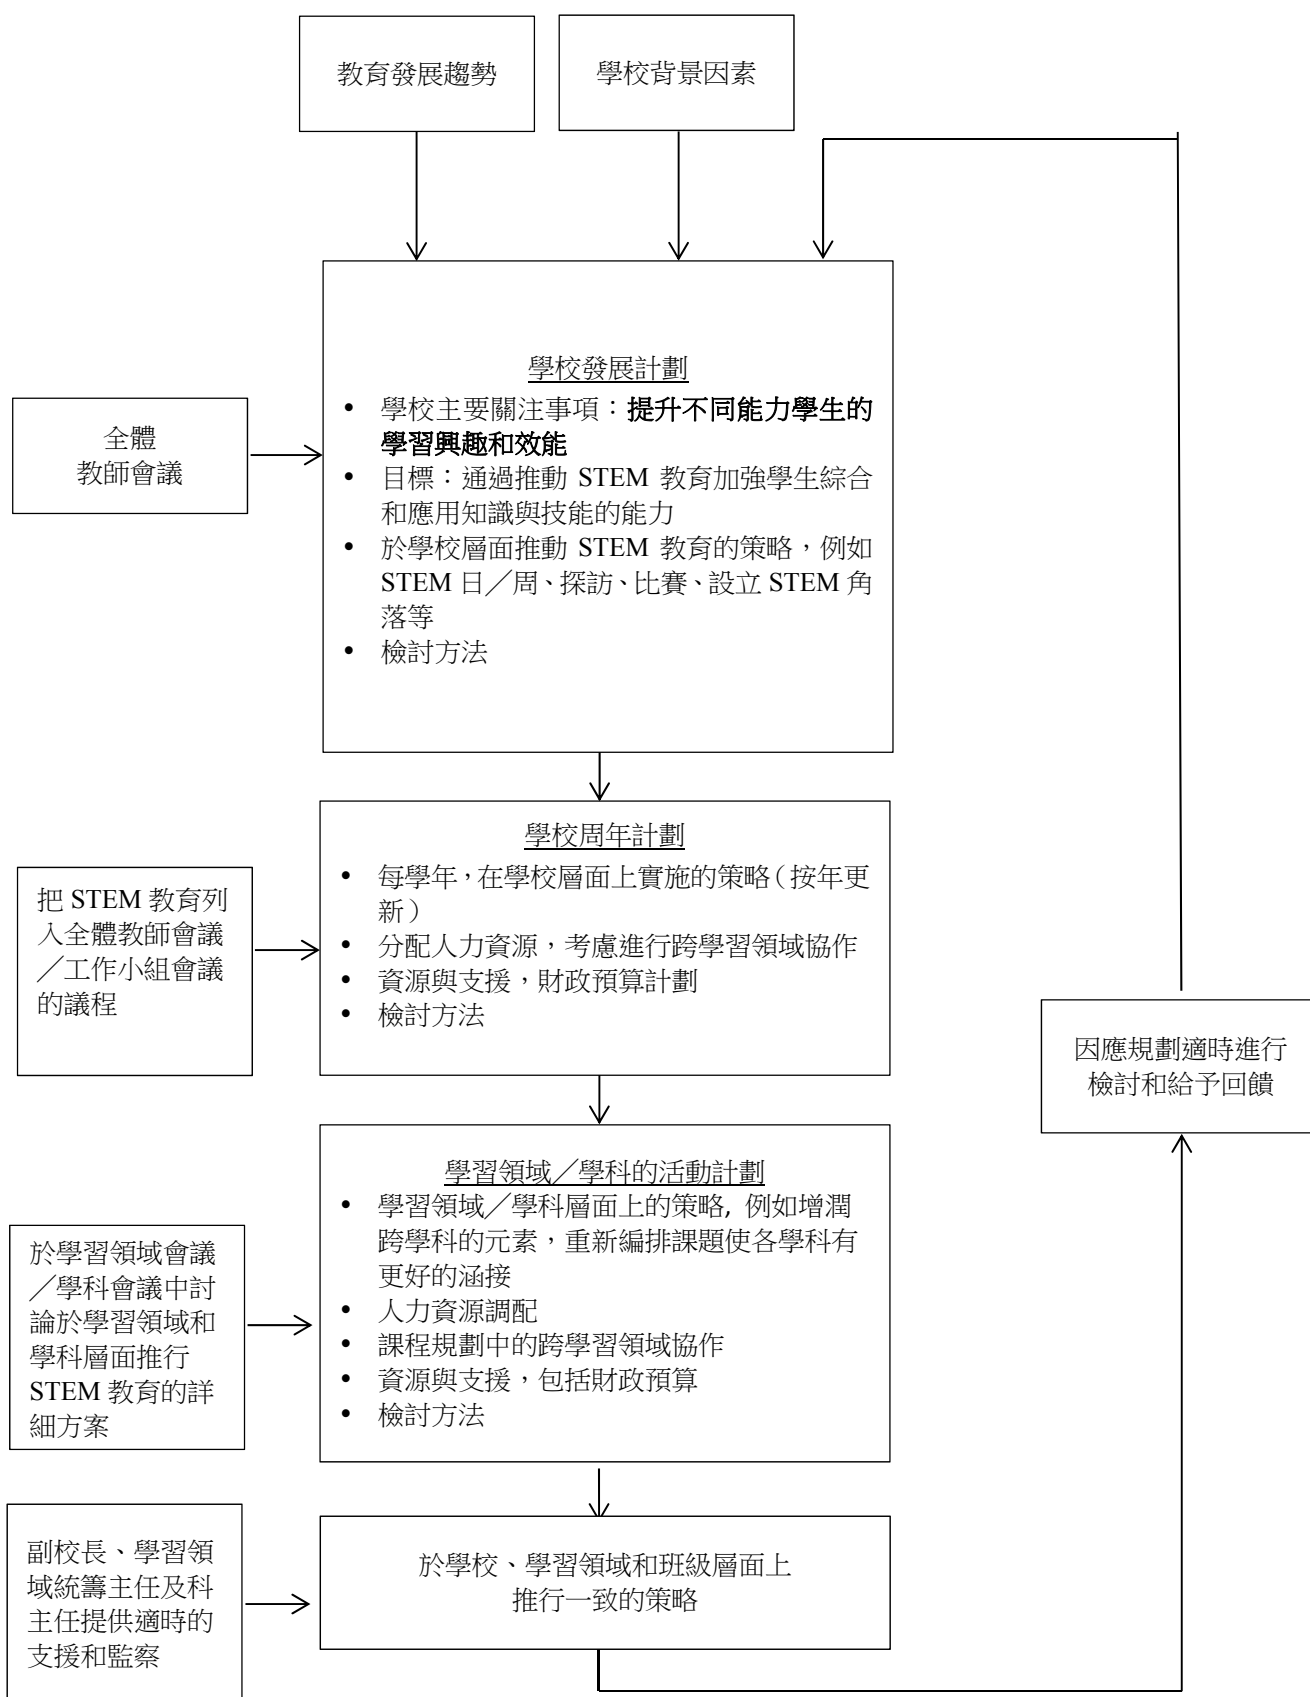 教育發展趨勢
學校背景因素
全體
教師會議
學校發展計劃
• 學校主要關注事項：提升不同能力學生的
學習興趣和效能
• 目標：通過推動 STEM 教育加強學生綜合
和應用知識與技能的能力
• 於學校層面推動 STEM 教育的策略，例如
STEM 日／周、探訪、比賽、設立 STEM 角
落等
• 檢討方法
把 STEM 教育列
入全體教師會議
／工作小組會議
的議程
學校周年計劃
• 每學年，在學校層面上實施的策略（按年更
新）
• 分配人力資源，考慮進行跨學習領域協作
• 資源與支援，財政預算計劃
• 檢討方法
因應規劃適時進行
檢討和給予回饋
於學習領域會議
／學科會議中討
論於學習領域和
學科層面推行
STEM 教育的詳
細方案
學習領域／學科的活動計劃
• 學習領域／學科層面上的策略, 例如增潤
跨學科的元素，重新編排課題使各學科有
更好的涵接
• 人力資源調配
• 課程規劃中的跨學習領域協作
• 資源與支援，包括財政預算
• 檢討方法
副校長、學習領
域統籌主任及科
主任提供適時的
支援和監察
於學校、學習領域和班級層面上
推行一致的策略